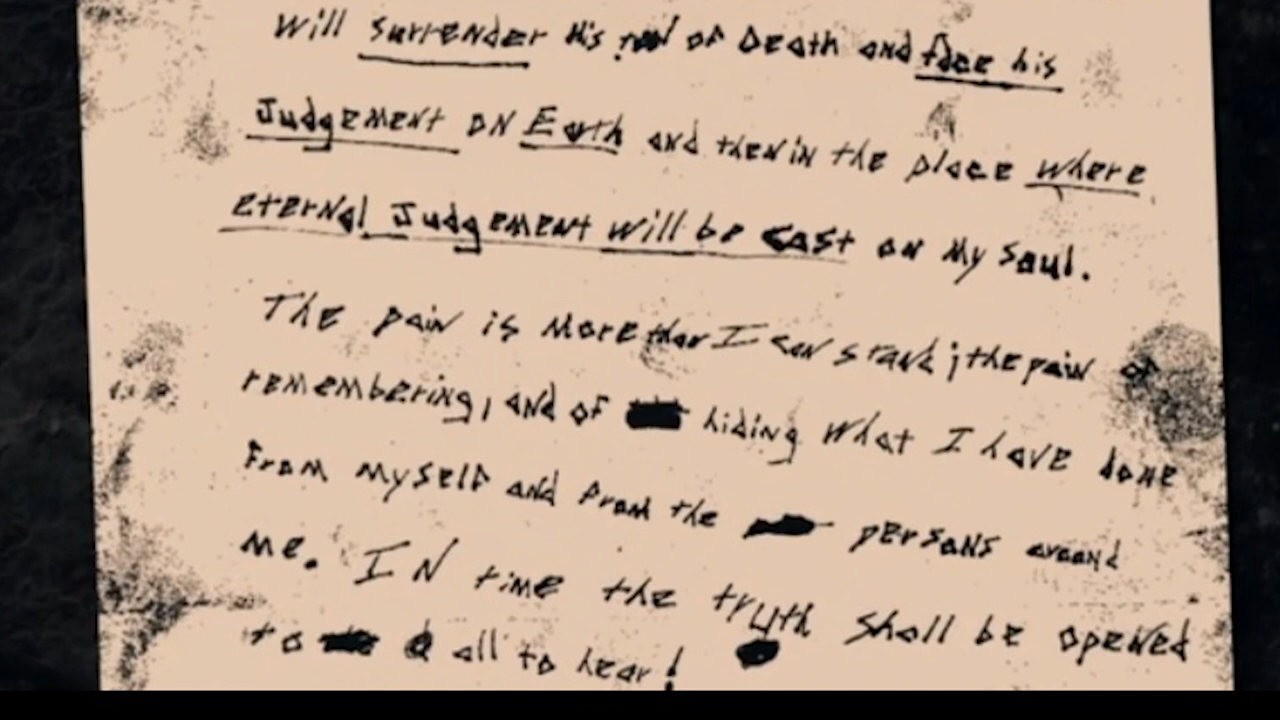 will surrender His rod of Death and face his
Judgement on Earth and then in the place where
eternal Judgement will be cast on My soul.
The pain is More than I can stand; the pain of
remembering, and of hiding What I have done
from myself and from the persons around
me. IN time the truth shall be opened
to all to hear!